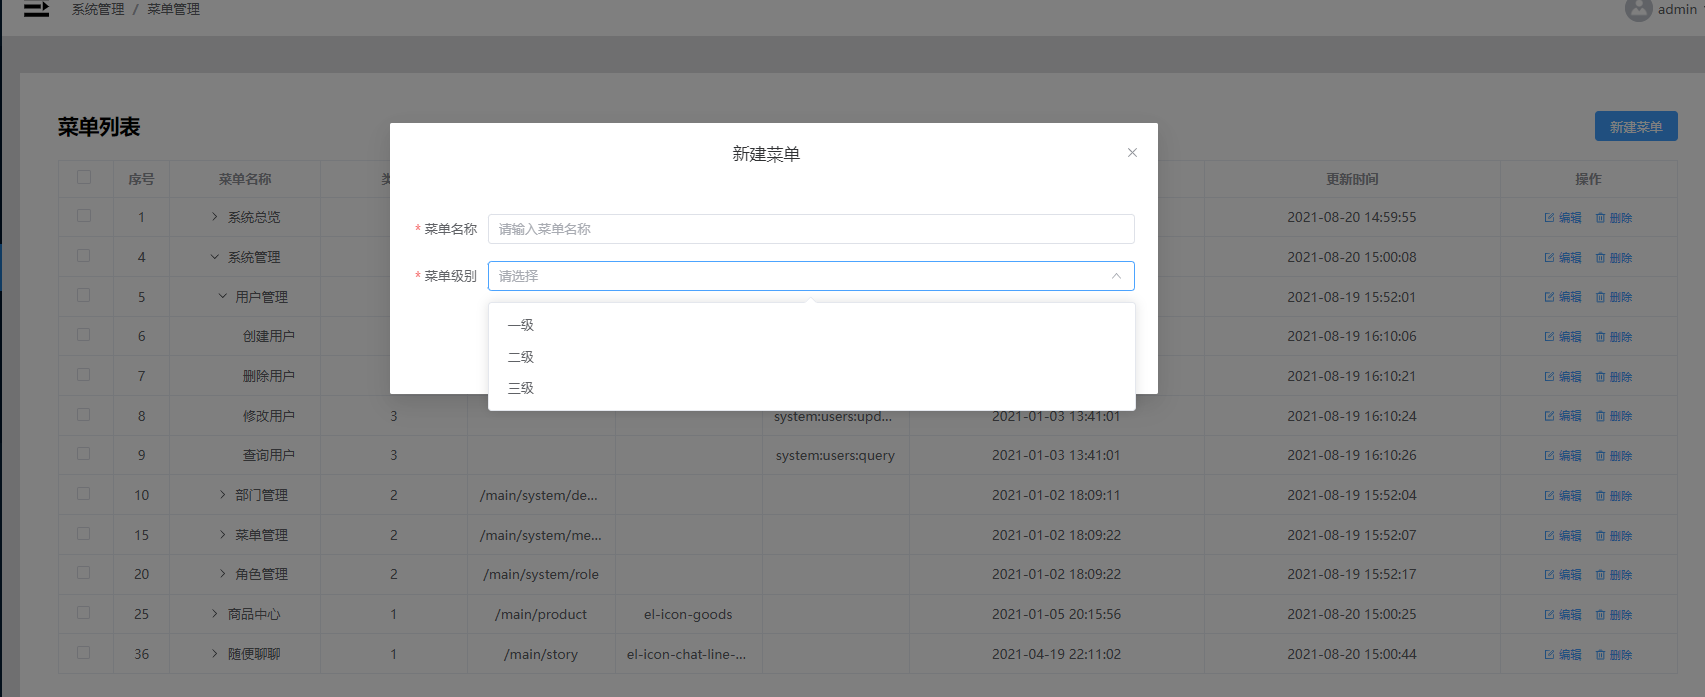 系统管理 / 菜单管理
admin
菜单列表
新建菜单
新建菜单
序号 菜单名称 更新时间 操作
1 系统总览 2021-08-20 14:59:55 编辑 删除
* 菜单名称 请输入菜单名称
4 系统管理 2021-08-20 15:00:08 编辑 删除
* 菜单级别 请选择
5 用户管理 2021-08-19 15:52:01 编辑 删除
一级
6 创建用户 2021-08-19 16:10:06 编辑 删除
二级
7 删除用户 2021-08-19 16:10:21 编辑 删除
三级
8 修改用户 3 system:users:upd... 2021-01-03 13:41:01 2021-08-19 16:10:24 编辑 删除
9 查询用户 3 system:users:query 2021-01-03 13:41:01 2021-08-19 16:10:26 编辑 删除
10 部门管理 2 /main/system/de... 2021-01-02 18:09:11 2021-08-19 15:52:04 编辑 删除
15 菜单管理 2 /main/system/me... 2021-01-02 18:09:22 2021-08-19 15:52:07 编辑 删除
20 角色管理 2 /main/system/role 2021-01-02 18:09:22 2021-08-19 15:52:17 编辑 删除
25 商品中心 1 /main/product el-icon-goods 2021-01-05 20:15:56 2021-08-20 15:00:25 编辑 删除
36 随便聊聊 1 /main/story el-icon-chat-line-... 2021-04-19 22:11:02 2021-08-20 15:00:44 编辑 删除